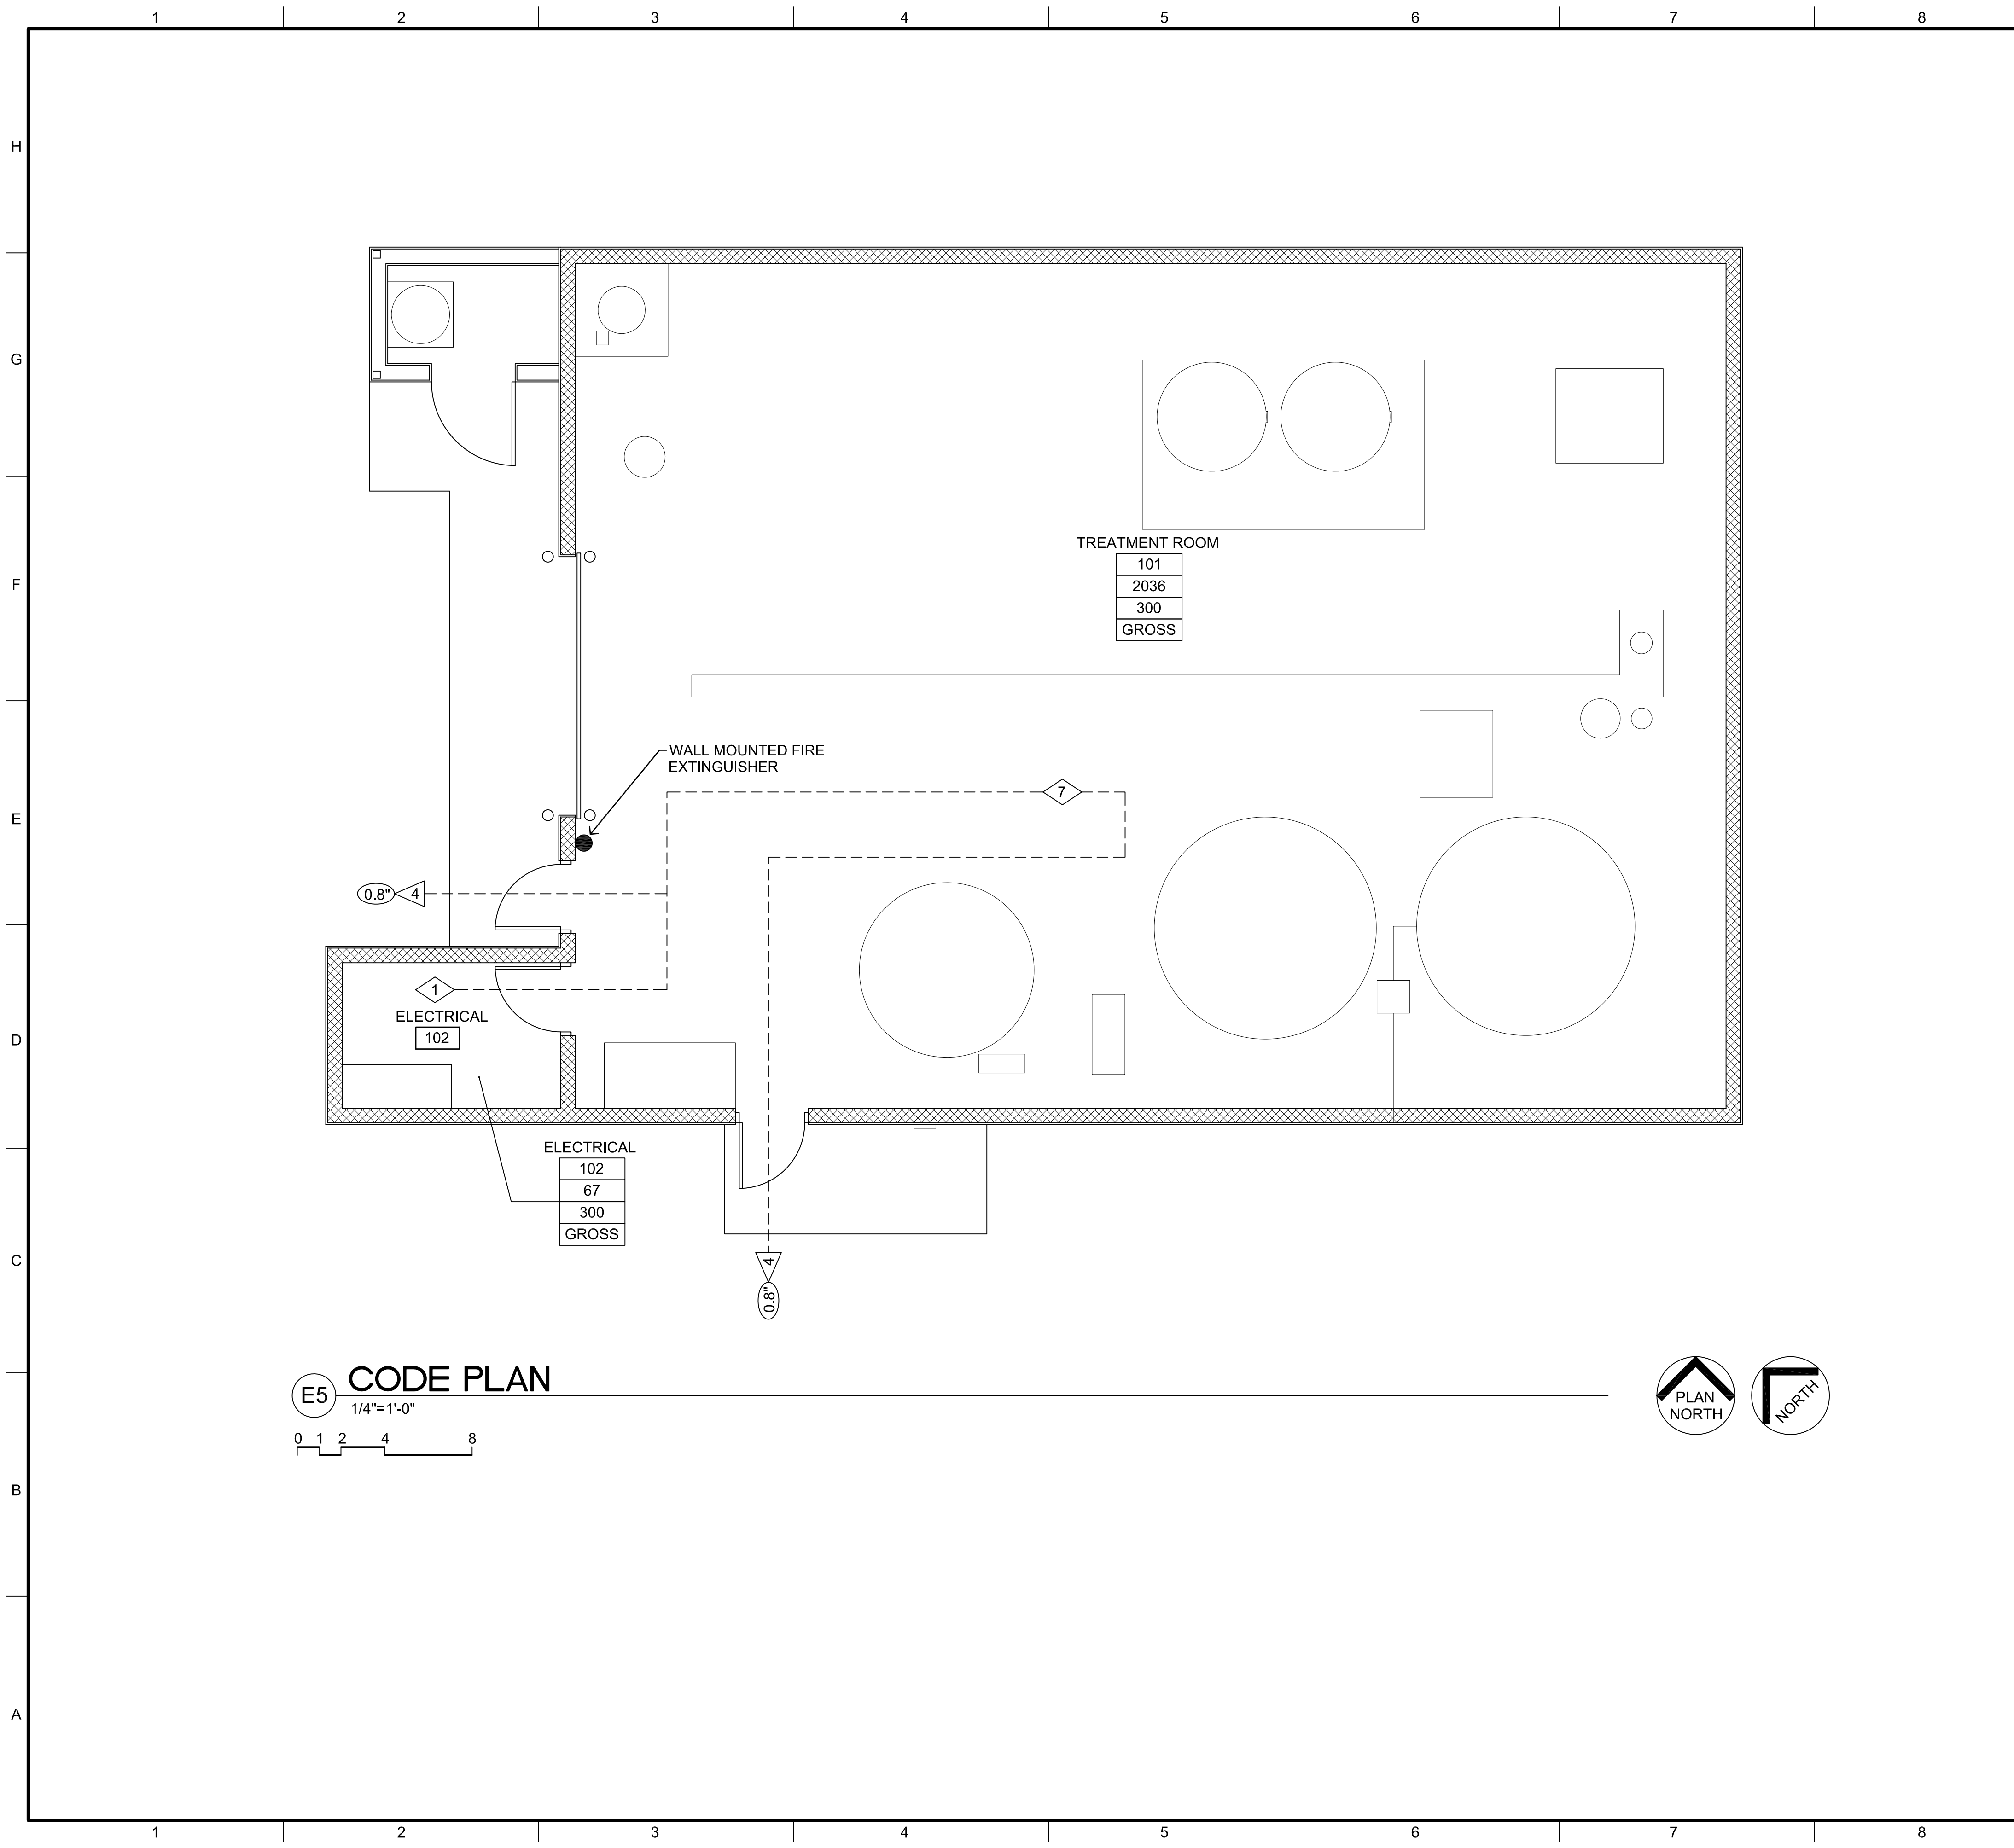 1 2 3 4 5 6 7 8
H
G
F
E
D
C
B
A
TREATMENT ROOM
101
2036
300
GROSS
WALL MOUNTED FIRE
EXTINGUISHER
7
0.8" 4
1
ELECTRICAL
102
ELECTRICAL
102
67
300
GROSS
4
0.8"
E5 CODE PLAN
1/4"=1'-0"
0 1 2 4 8
PLAN
NORTH
NORTH
1 2 3 4 5 6 7 8